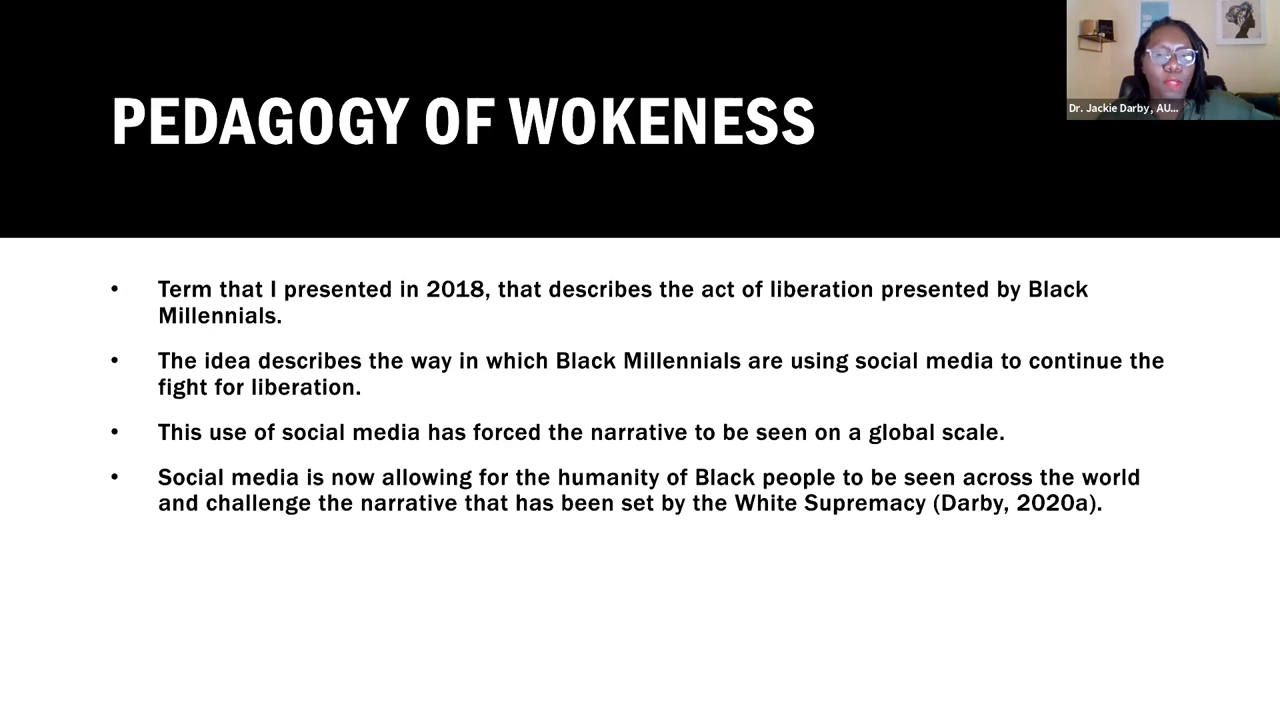 PEDAGOGY OF WOKENESS
Dr. Jackie Darby, AU...
• Term that I presented in 2018, that describes the act of liberation presented by Black
Millennials.
• The idea describes the way in which Black Millennials are using social media to continue the
fight for liberation.
• This use of social media has forced the narrative to be seen on a global scale.
• Social media is now allowing for the humanity of Black people to be seen across the world
and challenge the narrative that has been set by the White Supremacy (Darby, 2020a).